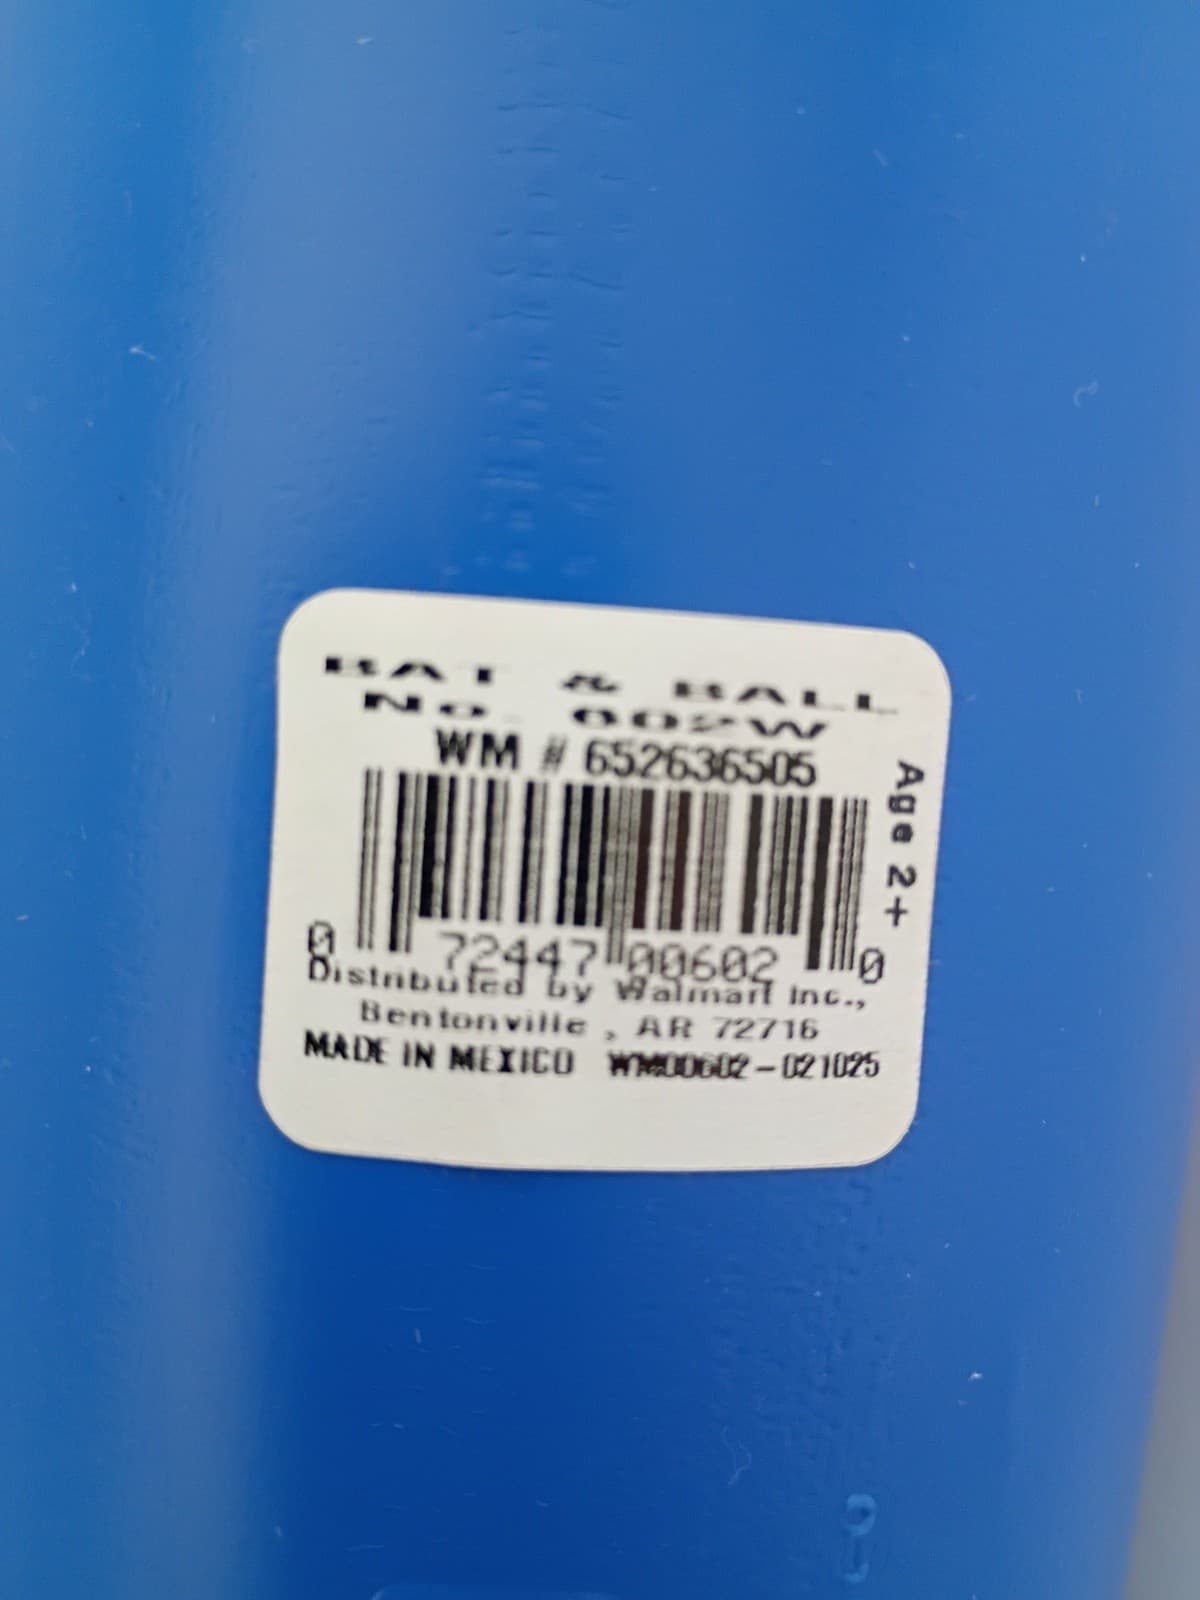 BAT & BALL
No. 602W
WM # 652636505
Age 2+
0 72447 00602 0
Distributed by Walmart Inc.,
Bentonville , AR 72716
MADE IN MEXICO WM00602-021025